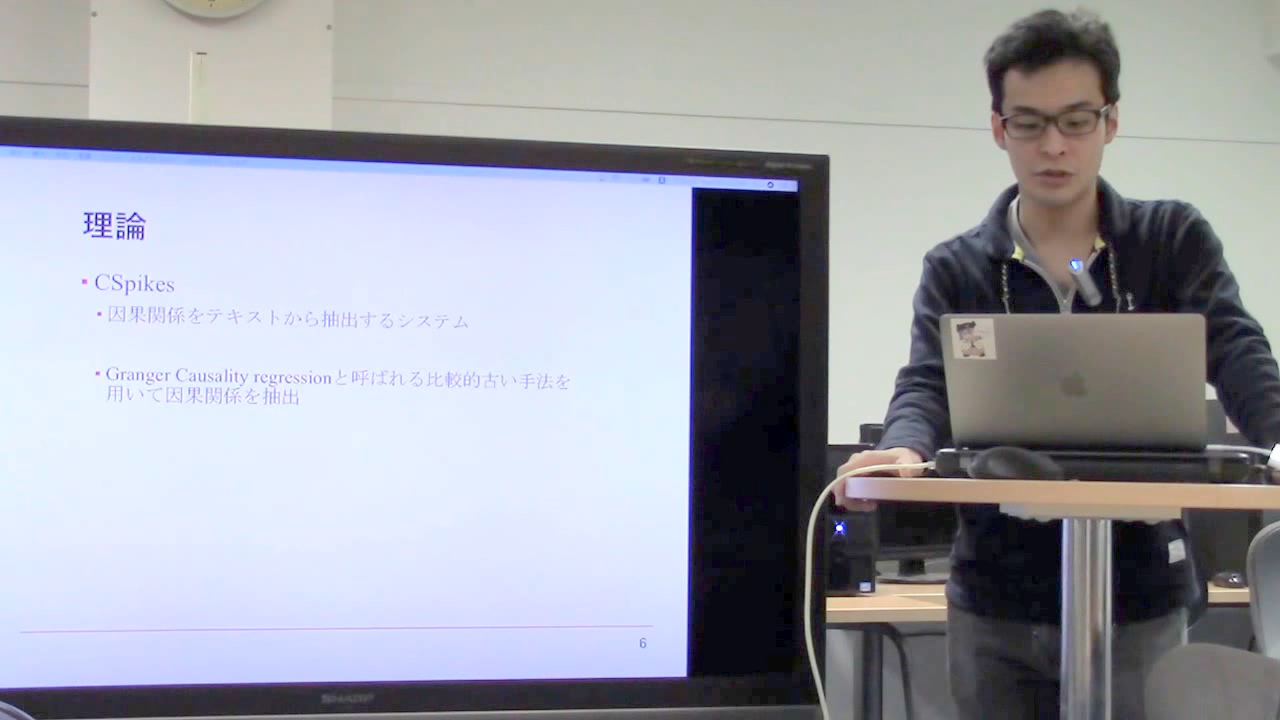 理論
CSpikes
因果関係をテキストから抽出するシステム
Granger Causality regressionと呼ばれる比較的古い手法を
用いて因果関係を抽出
6
SHARP